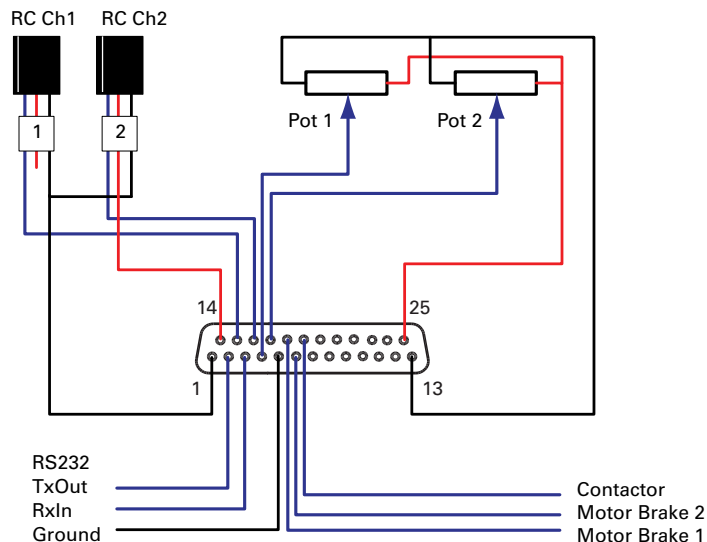 RC Ch1 RC Ch2
1 2
Pot 1 Pot 2
14 25
1 13
RS232
TxOut
RxIn
Ground
Contactor
Motor Brake 2
Motor Brake 1